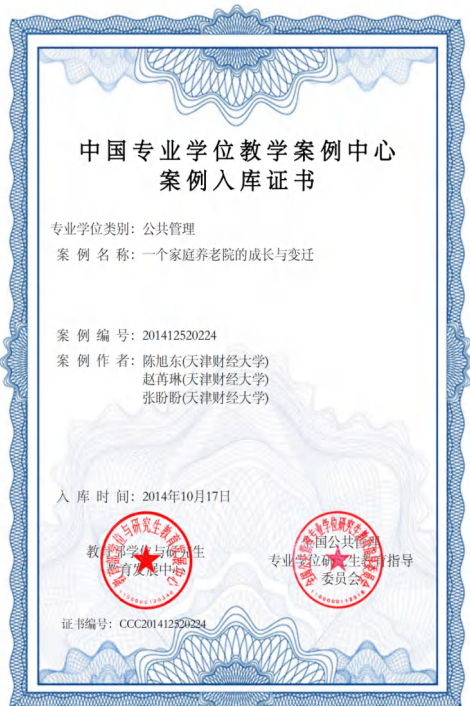 中国专业学位教学案例中心
案例入库证书
专业学位类别：公共管理
案 例 名 称：一个家庭养老院的成长与变迁
案 例 编 号：201412520224
案 例 作 者：陈旭东(天津财经大学)
赵苒琳(天津财经大学)
张盼盼(天津财经大学)
入 库 时 间：2014年10月17日
教育部学位与研究生
教育发展中心
全国公共管理
专业学位研究生教育指导
委员会
证书编号：CCC201412520224